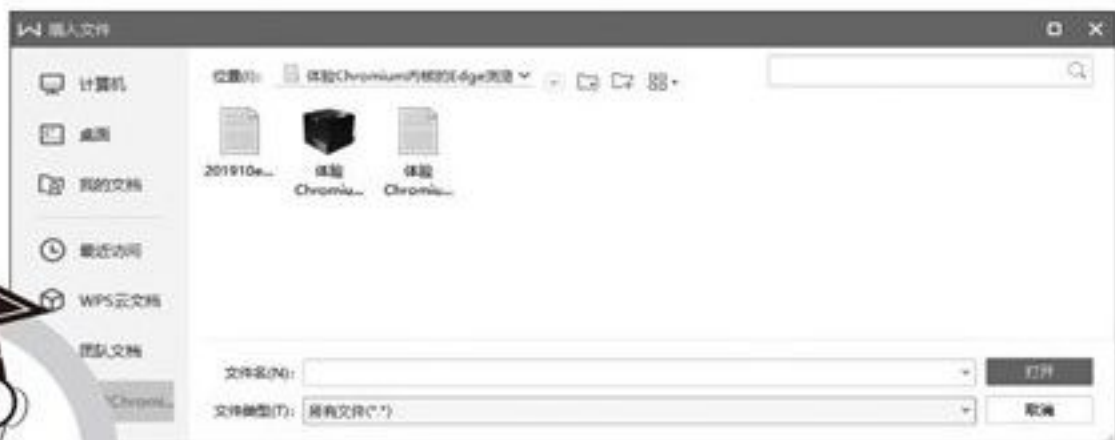 插入文件
计算机
桌面
我的文档
最近访问
WPS云文档
团队文档
Chromi...
位置(I): 体验Chromium内核的Edge浏览
201910e...
体验
Chromiu...
体验
Chromiu...
文件名(N):
打开
文件类型(T): 所有文件(*.*)
取消